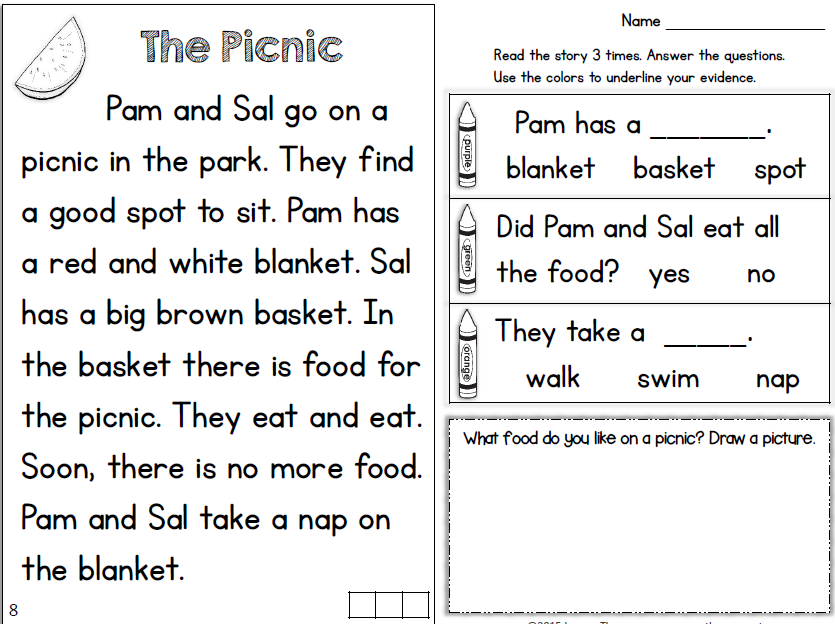 The Picnic
Pam and Sal go on a
picnic in the park. They find
a good spot to sit. Pam has
a red and white blanket. Sal
has a big brown basket. In
the basket there is food for
the picnic. They eat and eat.
Soon, there is no more food.
Pam and Sal take a nap on
the blanket.
8
Name ____________________
Read the story 3 times. Answer the questions.
Use the colors to underline your evidence.
purple
Pam has a _______.
blanket basket spot
green
Did Pam and Sal eat all
the food? yes no
orange
They take a _____.
walk swim nap
What food do you like on a picnic? Draw a picture.